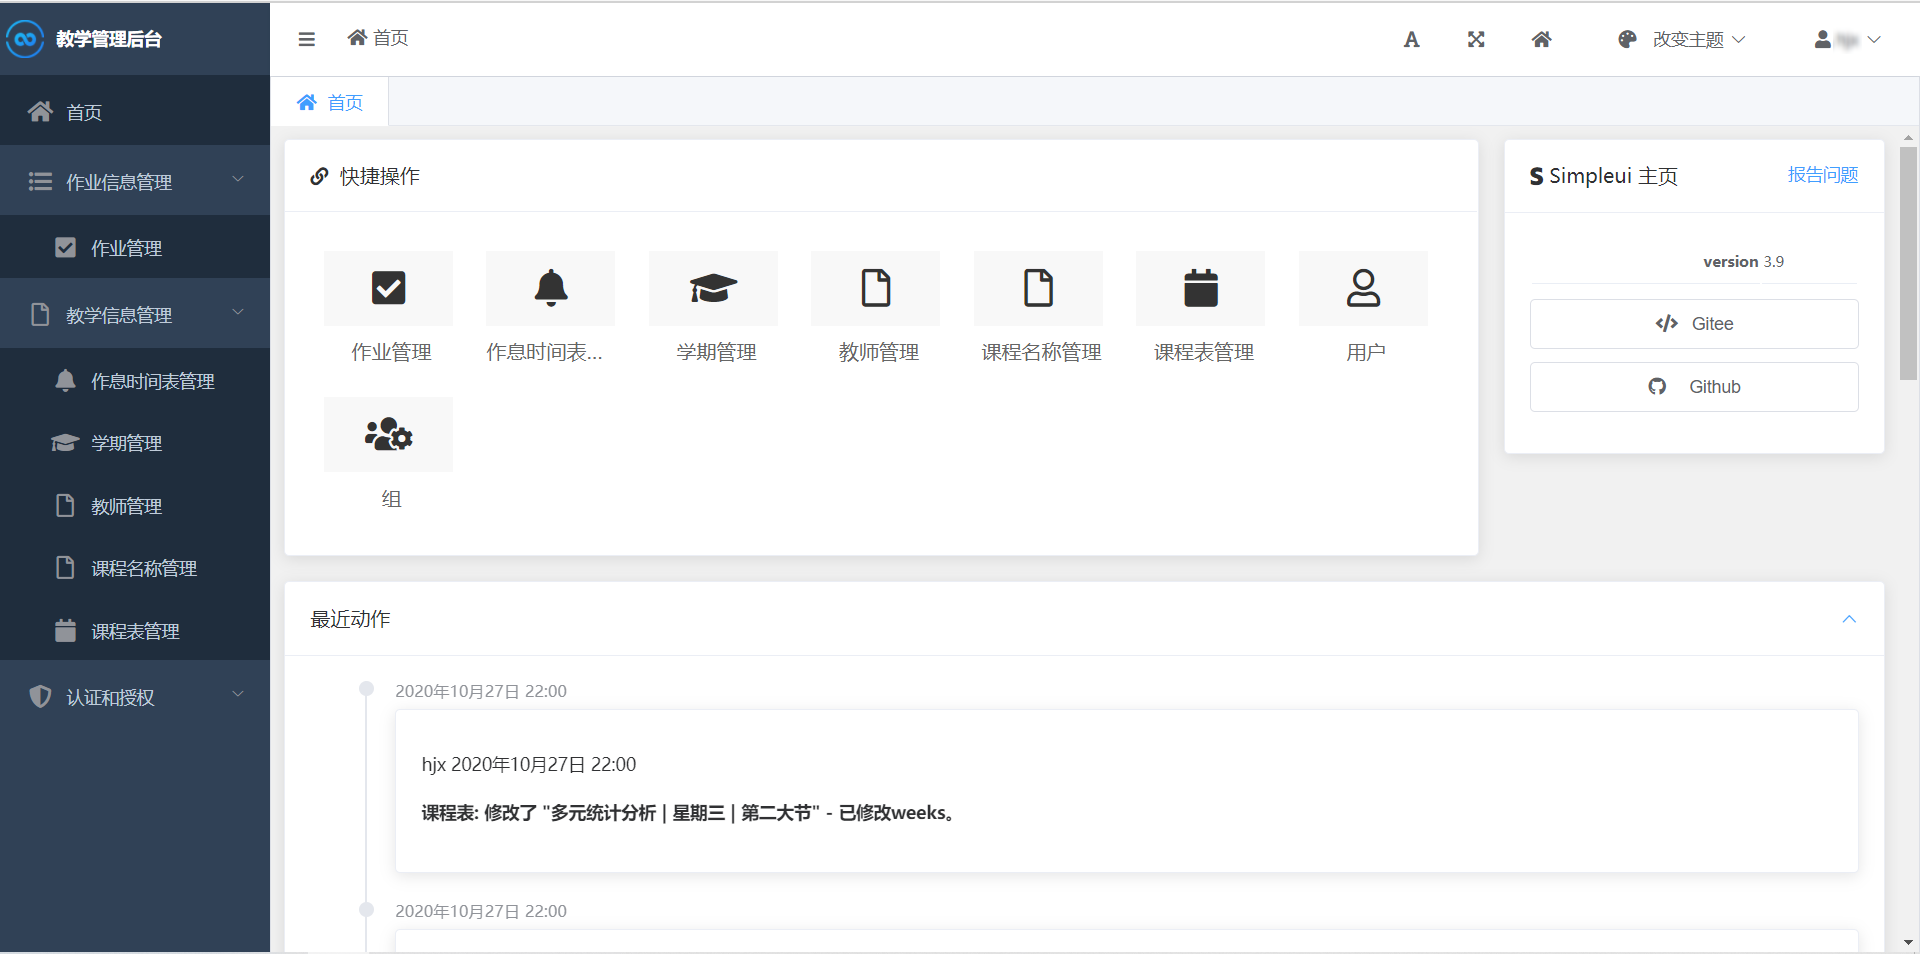 教学管理后台
首页
改变主题
首页
首页
作业信息管理
作业管理
教学信息管理
作息时间表管理
学期管理
教师管理
课程名称管理
课程表管理
认证和授权
快捷操作
作业管理
作息时间表...
学期管理
教师管理
课程名称管理
课程表管理
用户
组
Simpleui 主页
报告问题
version 3.9
Gitee
Github
最近动作
2020年10月27日 22:00
hjx 2020年10月27日 22:00
课程表: 修改了 "多元统计分析 | 星期三 | 第二大节" - 已修改weeks。
2020年10月27日 22:00